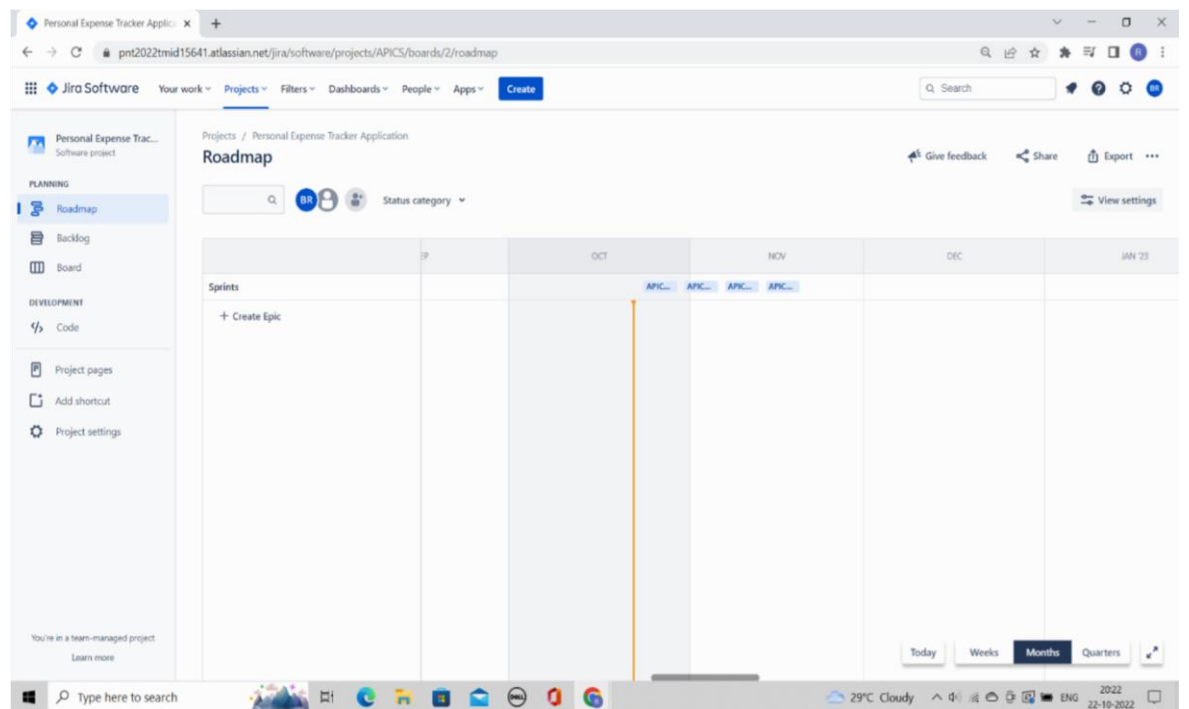 Personal Expense Tracker Applic
pnt2022tmid15641.atlassian.net/jira/software/projects/APICS/boards/2/roadmap
R
Jira Software Your work Projects Filters Dashboards People Apps Create Search BR
Personal Expense Trac...
Software project
Projects / Personal Expense Tracker Application
Roadmap
Give feedback Share Export
PLANNING
Roadmap
BR Status category View settings
Backlog
Board
OCT NOV DEC JAN '23
Sprints APIC... APIC... APIC... APIC...
DEVELOPMENT
Code
+ Create Epic
Project pages
Add shortcut
Project settings
You're in a team-managed project
Learn more
Today Weeks Months Quarters
Type here to search DELL 29°C Cloudy ENG 20:22
22-10-2022